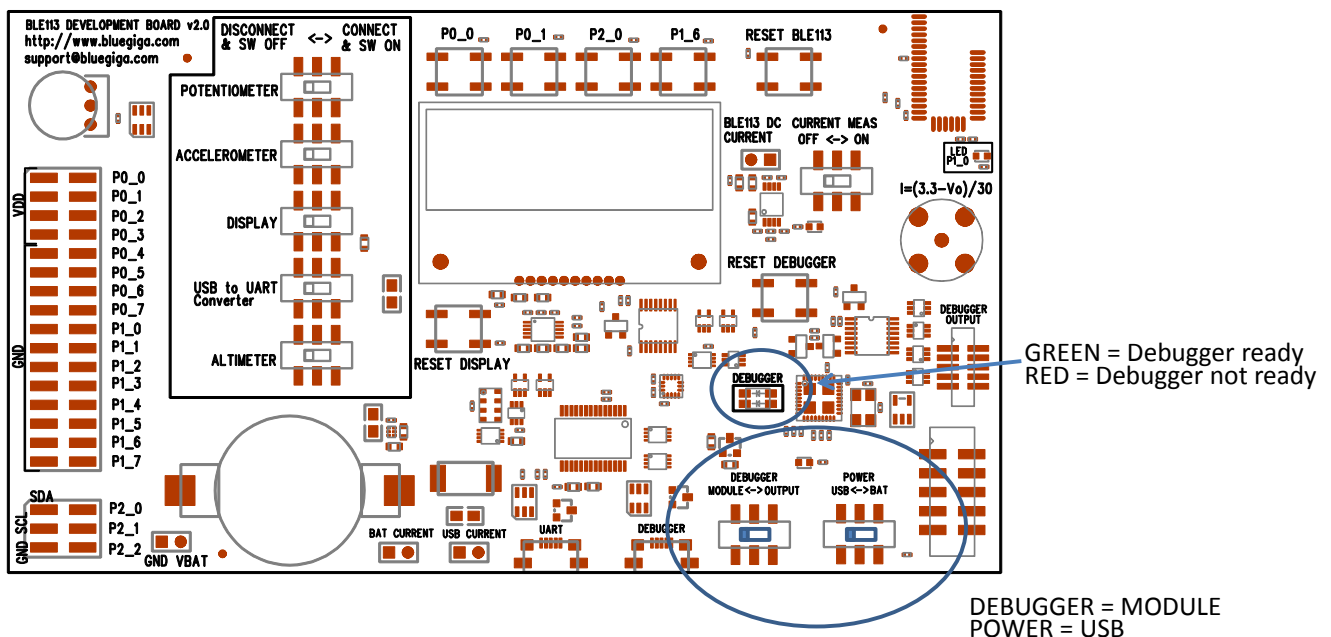 BLE113 DEVELOPMENT BOARD v2.0
http://www.bluegiga.com
support@bluegiga.com
DISCONNECT <-> CONNECT
& SW OFF & SW ON
POTENTIOMETER
ACCELEROMETER
DISPLAY
USB to UART
Converter
ALTIMETER
P0_0 P0_1 P2_0 P1_6 RESET BLE113
BLE113 DC
CURRENT
CURRENT MEAS
OFF <-> ON
LED
P1_0
I=(3.3-Vo)/30
VDD
GND
P0_0
P0_1
P0_2
P0_3
P0_4
P0_5
P0_6
P0_7
P1_0
P1_1
P1_2
P1_3
P1_4
P1_5
P1_6
P1_7
SDA
GND SCL
P2_0
P2_1
P2_2
GND VBAT
RESET DISPLAY
RESET DEBUGGER
DEBUGGER
OUTPUT
DEBUGGER
GREEN = Debugger ready
RED = Debugger not ready
DEBUGGER
MODULE<->OUTPUT
POWER
USB<->BAT
BAT CURRENT
USB CURRENT
UART
DEBUGGER
DEBUGGER = MODULE
POWER = USB